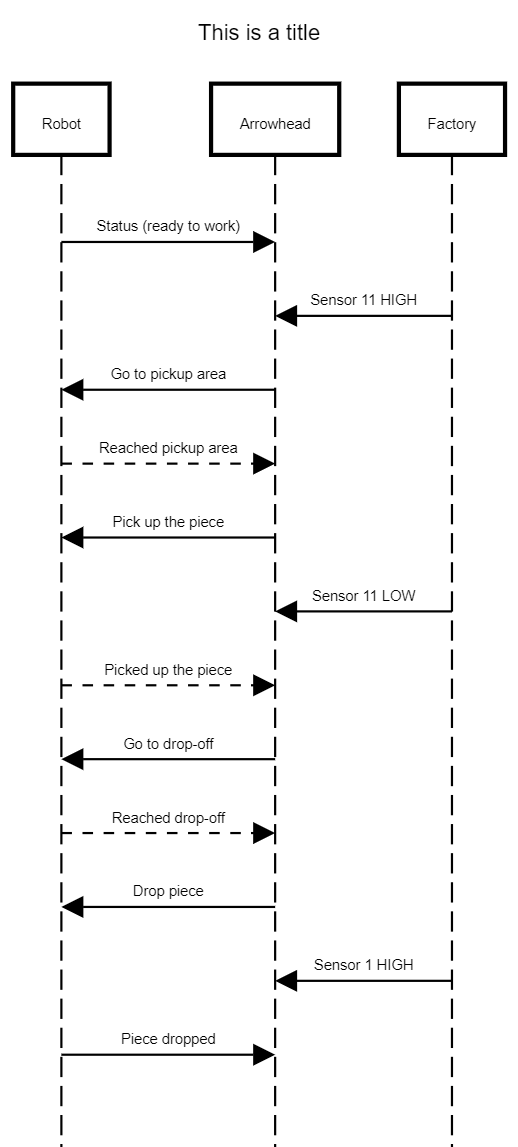 This is a title
Robot
Arrowhead
Factory
Status (ready to work)
Sensor 11 HIGH
Go to pickup area
Reached pickup area
Pick up the piece
Sensor 11 LOW
Picked up the piece
Go to drop-off
Reached drop-off
Drop piece
Sensor 1 HIGH
Piece dropped